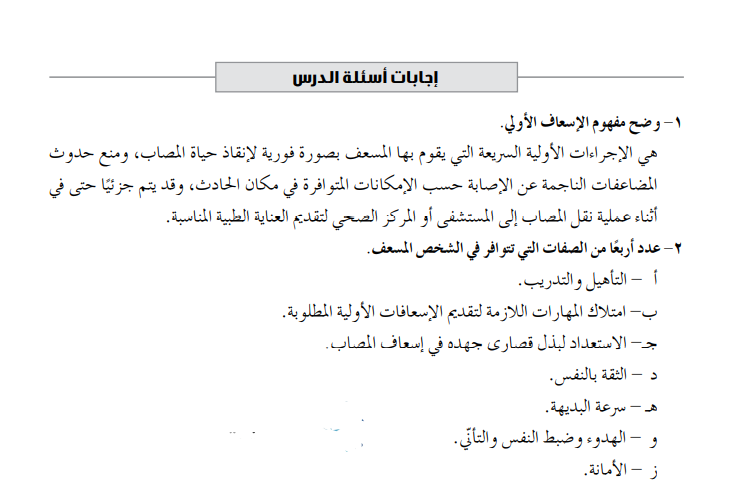 إجابات أسئلة الدرس
١- وضح مفهوم الإسعاف الأولي.
هي الإجراءات الأولية السريعة التي يقوم بها المسعف بصورة فورية لإنقاذ حياة المصاب، ومنع حدوث
المضاعفات الناجمة عن الإصابة حسب الإمكانات المتوافرة في مكان الحادث، وقد يتم جزئيًا حتى في
أثناء عملية نقل المصاب إلى المستشفى أو المركز الصحي لتقديم العناية الطبية المناسبة.
٢- عدد أربعًا من الصفات التي تتوافر في الشخص المسعف.
أ – التأهيل والتدريب.
ب– امتلاك المهارات اللازمة لتقديم الإسعافات الأولية المطلوبة.
جـ– الاستعداد لبذل قصارى جهده في إسعاف المصاب.
د – الثقة بالنفس.
هـ – سرعة البديهة.
و – الهدوء وضبط النفس والتأنّي.
ز – الأمانة.